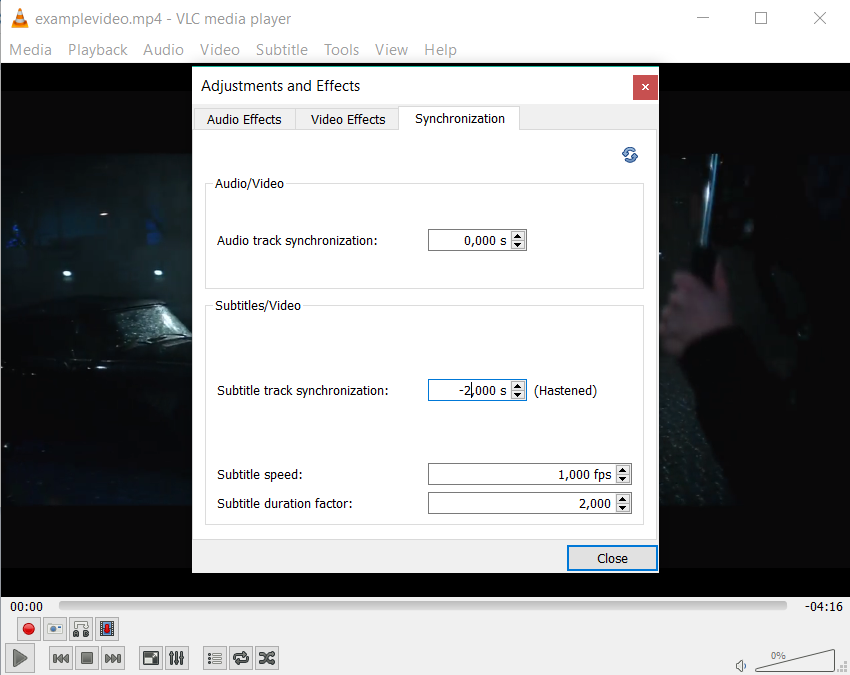 examplevideo.mp4 - VLC media player
Media Playback Audio Video Subtitle Tools View Help
Adjustments and Effects
Audio Effects Video Effects Synchronization
Audio/Video
Audio track synchronization: 0,000 s
Subtitles/Video
Subtitle track synchronization: -2,000 s (Hastened)
Subtitle speed: 1,000 fps
Subtitle duration factor: 2,000
Close
00:00 -04:16
A B
0%